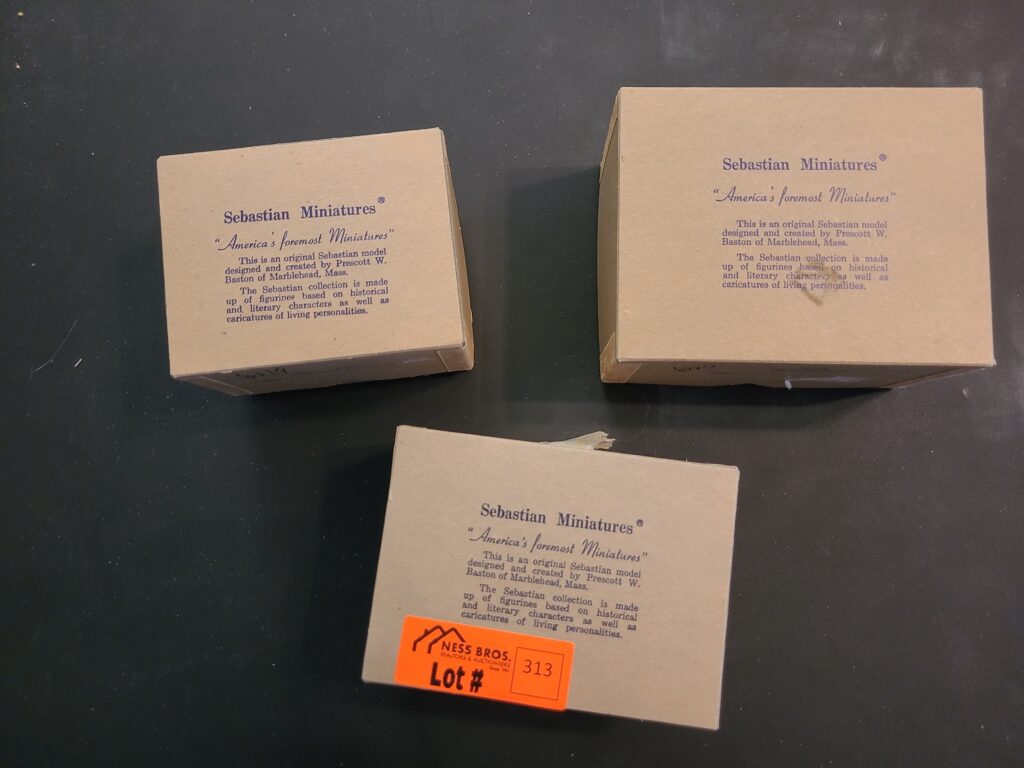 Sebastian Miniatures®
"America's foremost Miniatures"
This is an original Sebastian model
designed and created by Prescott W.
Baston of Marblehead, Mass.
The Sebastian collection is made
up of figurines based on historical
and literary characters as well as
caricatures of living personalities.
Sebastian Miniatures®
"America's foremost Miniatures"
This is an original Sebastian model
designed and created by Prescott W.
Baston of Marblehead, Mass.
The Sebastian collection is made
up of figurines based on historical
and literary characters as well as
caricatures of living personalities.
Sebastian Miniatures®
"America's foremost Miniatures"
This is an original Sebastian model
designed and created by Prescott W.
Baston of Marblehead, Mass.
The Sebastian collection is made
up of figurines based on historical
and literary characters as well as
caricatures of living personalities.
NESS BROS.
REALTORS & AUCTIONEERS
Lot #
313